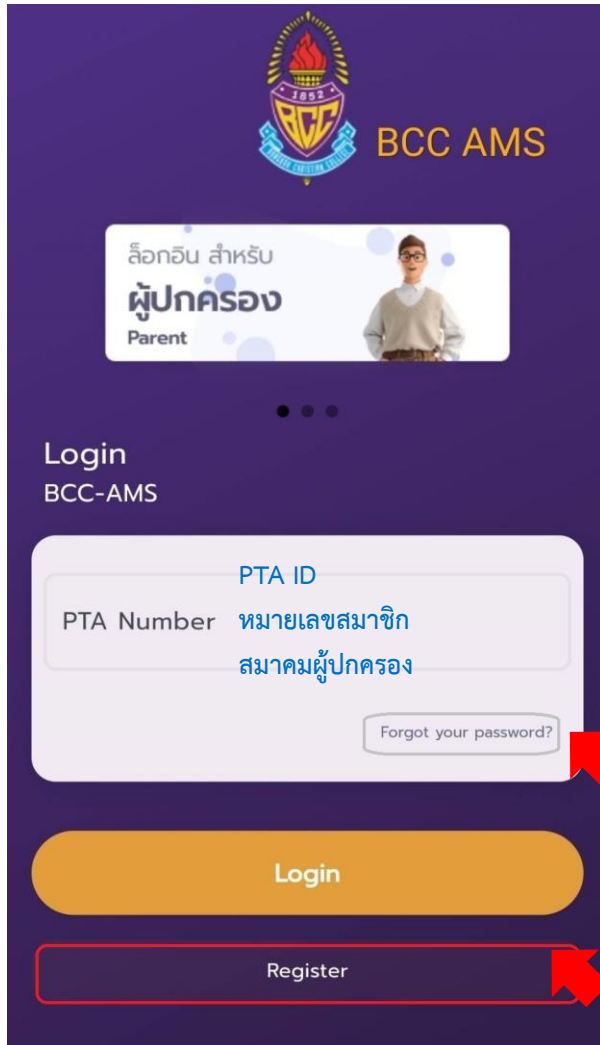 1852
BCC
BANGKOK CHRISTIAN COLLEGE
BCC AMS
ล็อกอิน สำหรับ
ผู้ปกครอง
Parent
Login
BCC-AMS
PTA ID
PTA Number หมายเลขสมาชิก
สมาคมผู้ปกครอง
Forgot your password?
Login
Register